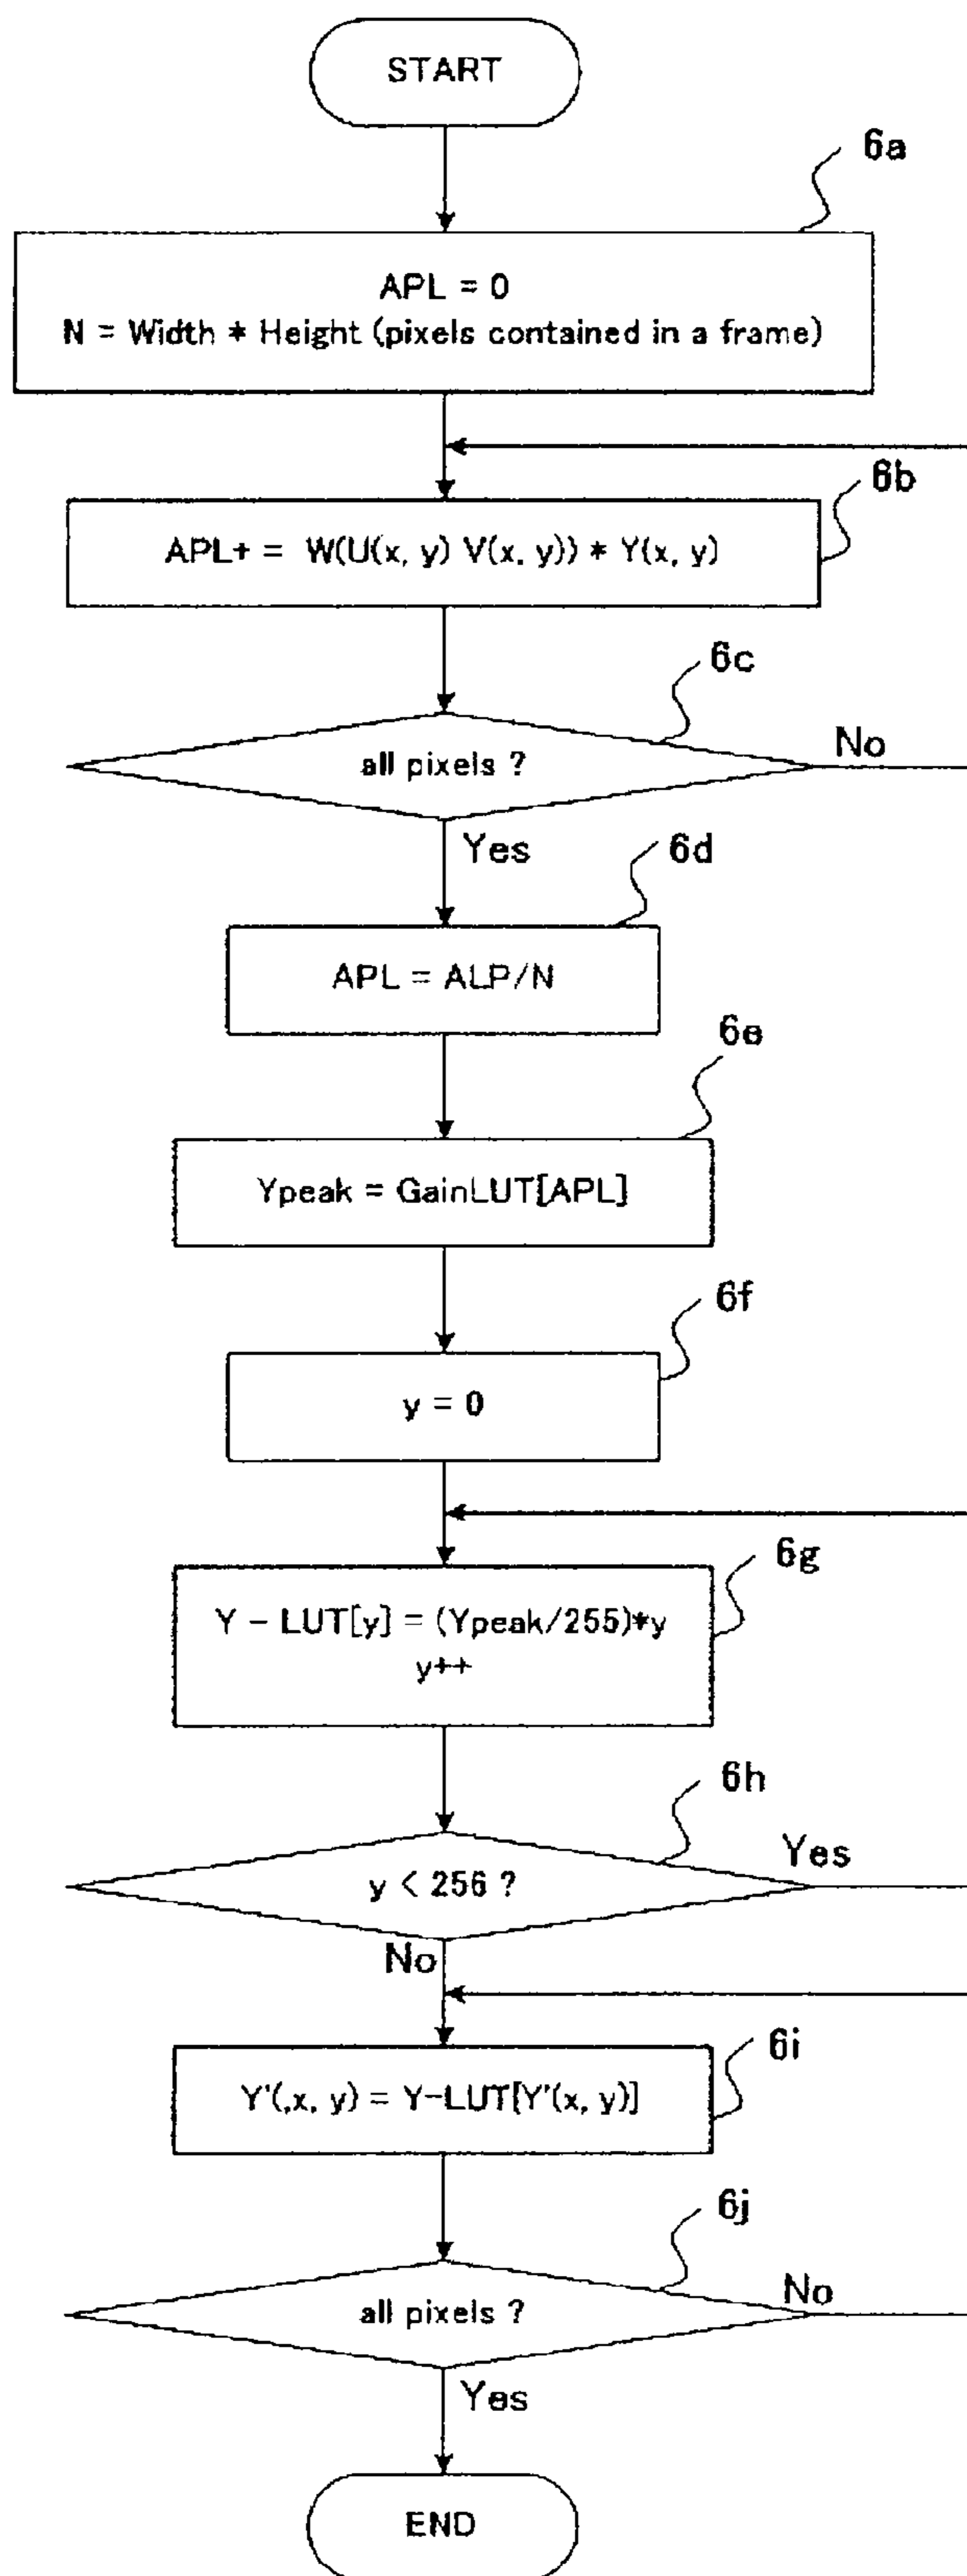 START
6a
APL = 0
N = Width * Height (pixels contained in a frame)
6b
APL+ = W(U(x, y) V(x, y)) * Y(x, y)
6c
all pixels ?
No
Yes
6d
APL = ALP/N
6e
Ypeak = GainLUT[APL]
6f
y = 0
6g
Y - LUT[y] = (Ypeak/255)*y
y++
6h
y < 256 ?
Yes
No
6i
Y'(,x, y) = Y-LUT[Y'(x, y)]
6j
all pixels ?
No
Yes
END